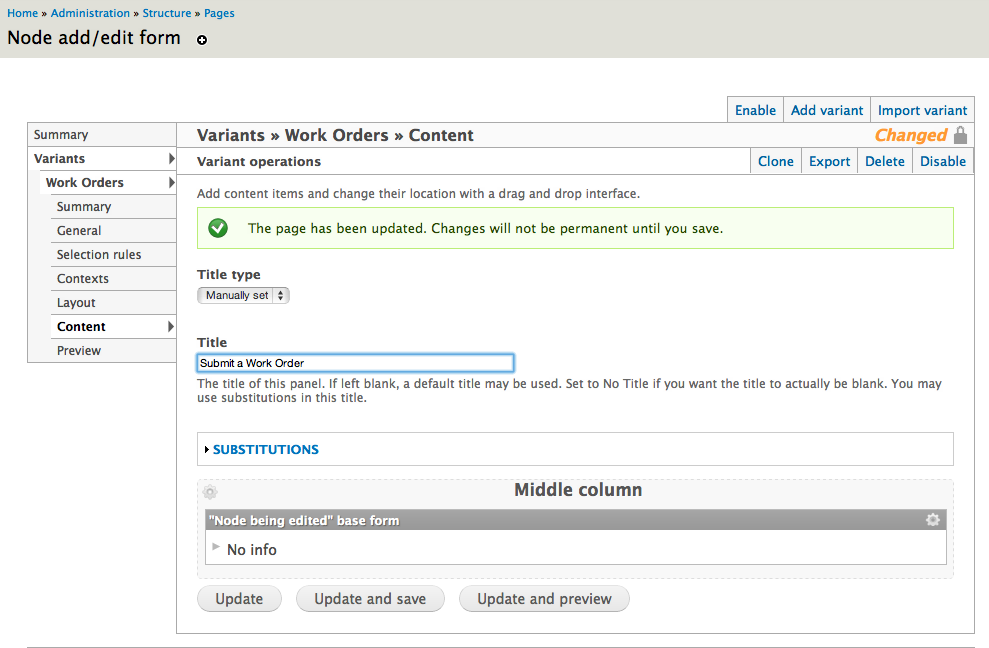 Home » Administration » Structure » Pages
Node add/edit form
Enable Add variant Import variant
Summary
Variants
Work Orders
Summary
General
Selection rules
Contexts
Layout
Content
Preview
Variants » Work Orders » Content
Changed
Variant operations
Clone Export Delete Disable
Add content items and change their location with a drag and drop interface.
The page has been updated. Changes will not be permanent until you save.
Title type
Manually set
Title
Submit a Work Order
The title of this panel. If left blank, a default title may be used. Set to No Title if you want the title to actually be blank. You may
use substitutions in this title.
SUBSTITUTIONS
Middle column
"Node being edited" base form
No info
Update Update and save Update and preview